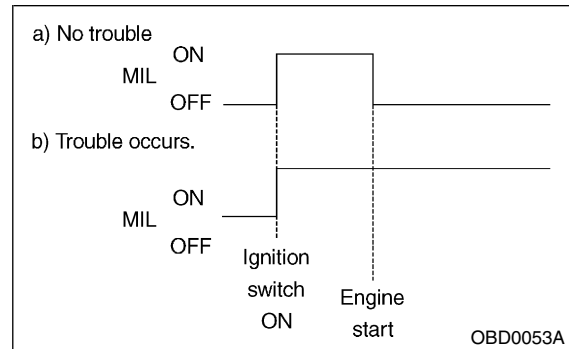 a) No trouble
ON
MIL
OFF
b) Trouble occurs.
ON
MIL
OFF
Ignition
switch
ON
Engine
start
OBD0053A